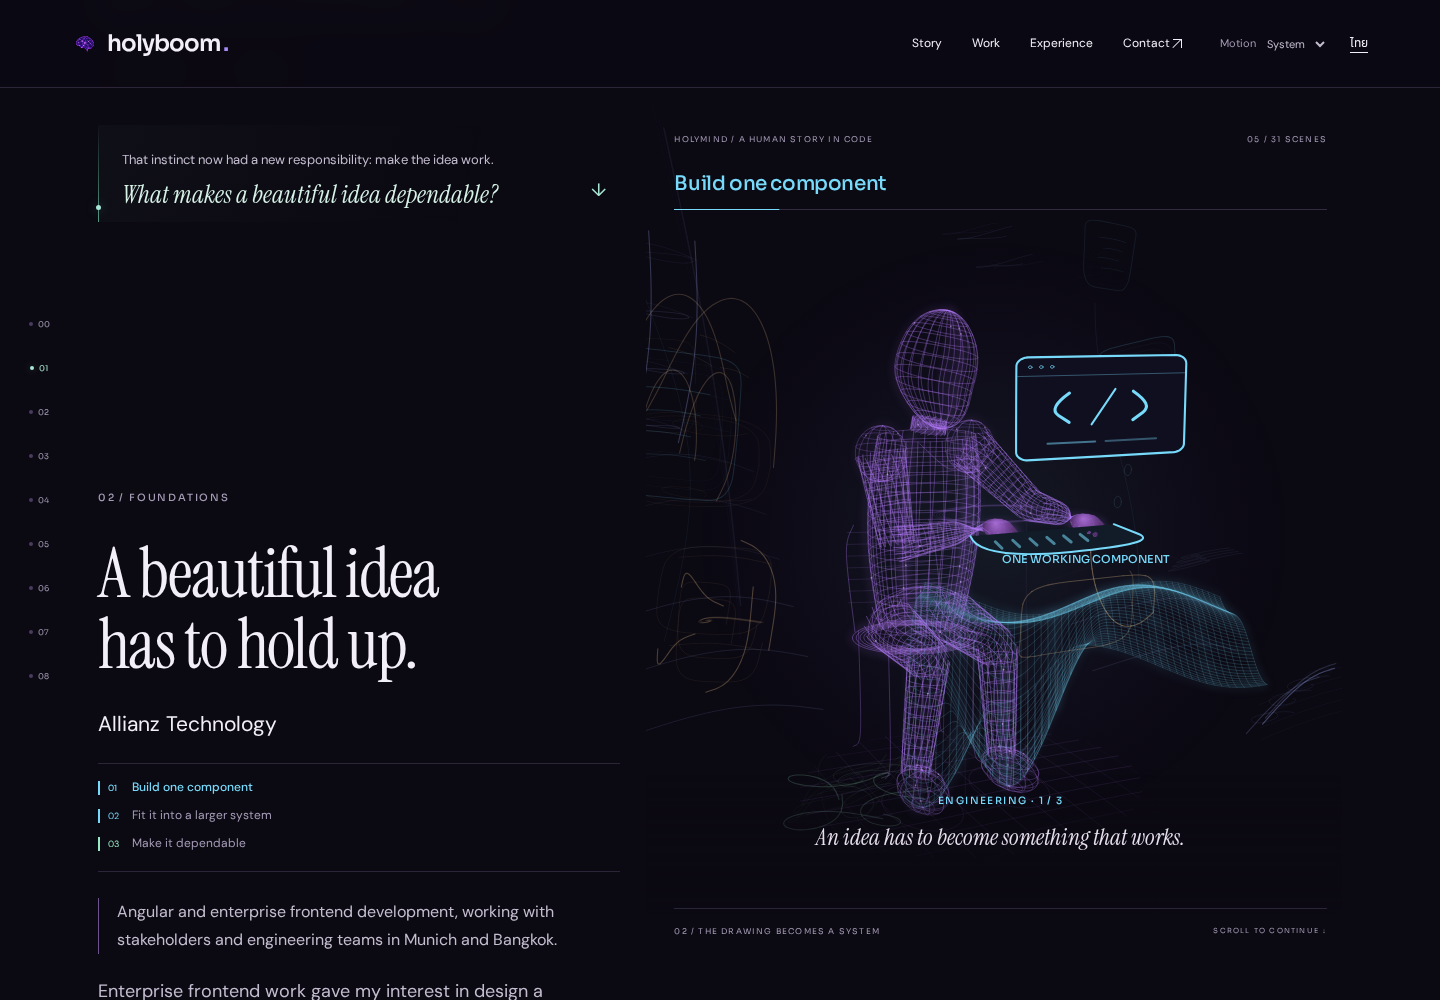 holyboom.
Story
Work
Experience
Contact
Motion
System
ไทย
That instinct now had a new responsibility: make the idea work.
What makes a beautiful idea dependable?
00
01
02
03
04
05
06
07
08
02 / FOUNDATIONS
A beautiful idea
has to hold up.
Allianz Technology
01 Build one component
02 Fit it into a larger system
03 Make it dependable
Angular and enterprise frontend development, working with
stakeholders and engineering teams in Munich and Bangkok.
Enterprise frontend work gave my interest in design a
HOLYMIND / A HUMAN STORY IN CODE
05 / 31 SCENES
Build one component
ONE WORKING COMPONENT
ENGINEERING · 1 / 3
An idea has to become something that works.
02 / THE DRAWING BECOMES A SYSTEM
SCROLL TO CONTINUE ↓